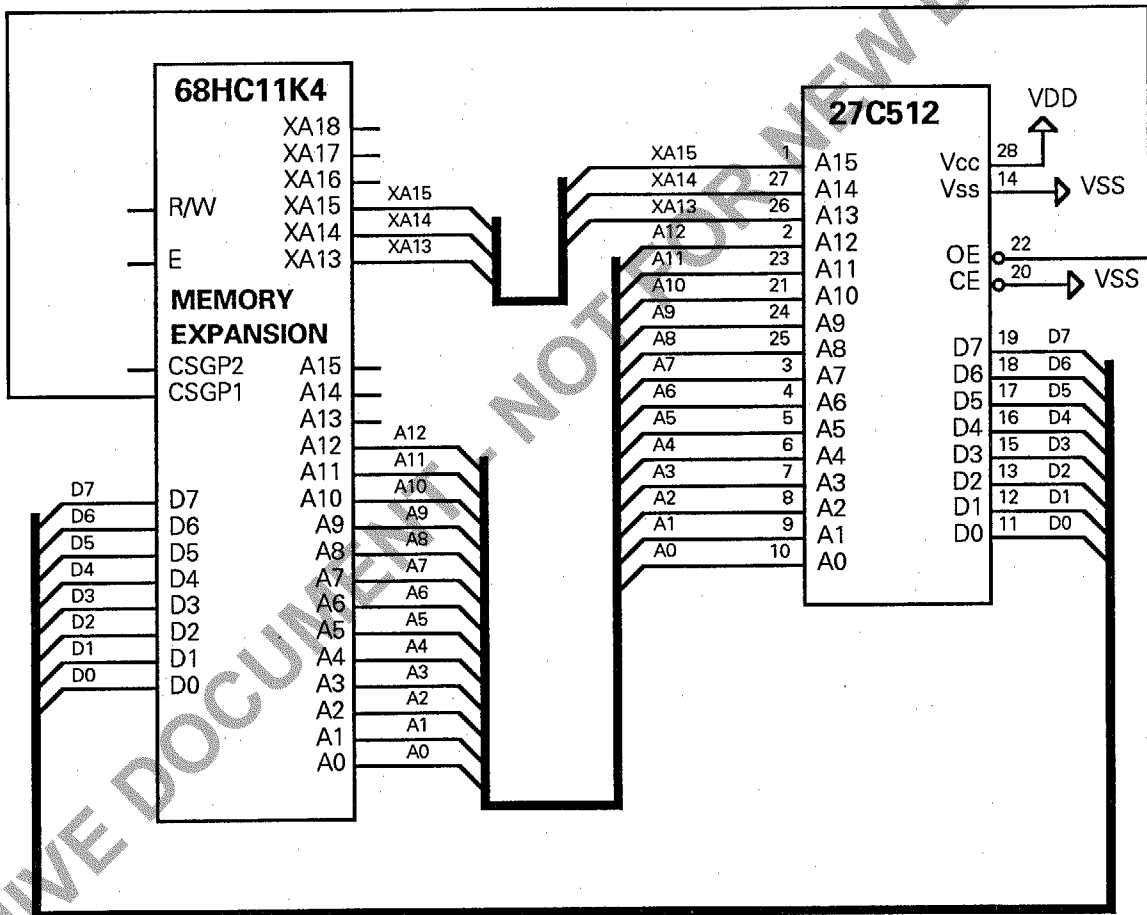 68HC11K4
XA18
XA17
XA16
R/W
XA15
XA14
XA13
E
XA15
XA14
XA13
MEMORY
EXPANSION
CSGP2
CSGP1
A15
A14
A13
A12
A11
A10
A9
A8
A7
A6
A5
A4
A3
A2
A1
A0
A12
A11
A10
A9
A8
A7
A6
A5
A4
A3
A2
A1
A0
D7
D6
D5
D4
D3
D2
D1
D0
D7
D6
D5
D4
D3
D2
D1
D0
27C512
XA15 1 A15
XA14 27 A14
XA13 26 A13
A12 2 A12
A11 23 A11
A10 21 A10
A9 24 A9
A8 25 A8
A7 3 A7
A6 4 A6
A5 5 A5
A4 6 A4
A3 7 A3
A2 8 A2
A1 9 A1
A0 10 A0
VDD
Vcc 28
Vss 14 VSS
OE 22
CE 20 VSS
D7 19 D7
D6 18 D6
D5 17 D5
D4 16 D4
D3 15 D3
D2 13 D2
D1 12 D1
D0 11 D0
DOCUMENT - NOT FOR NEW